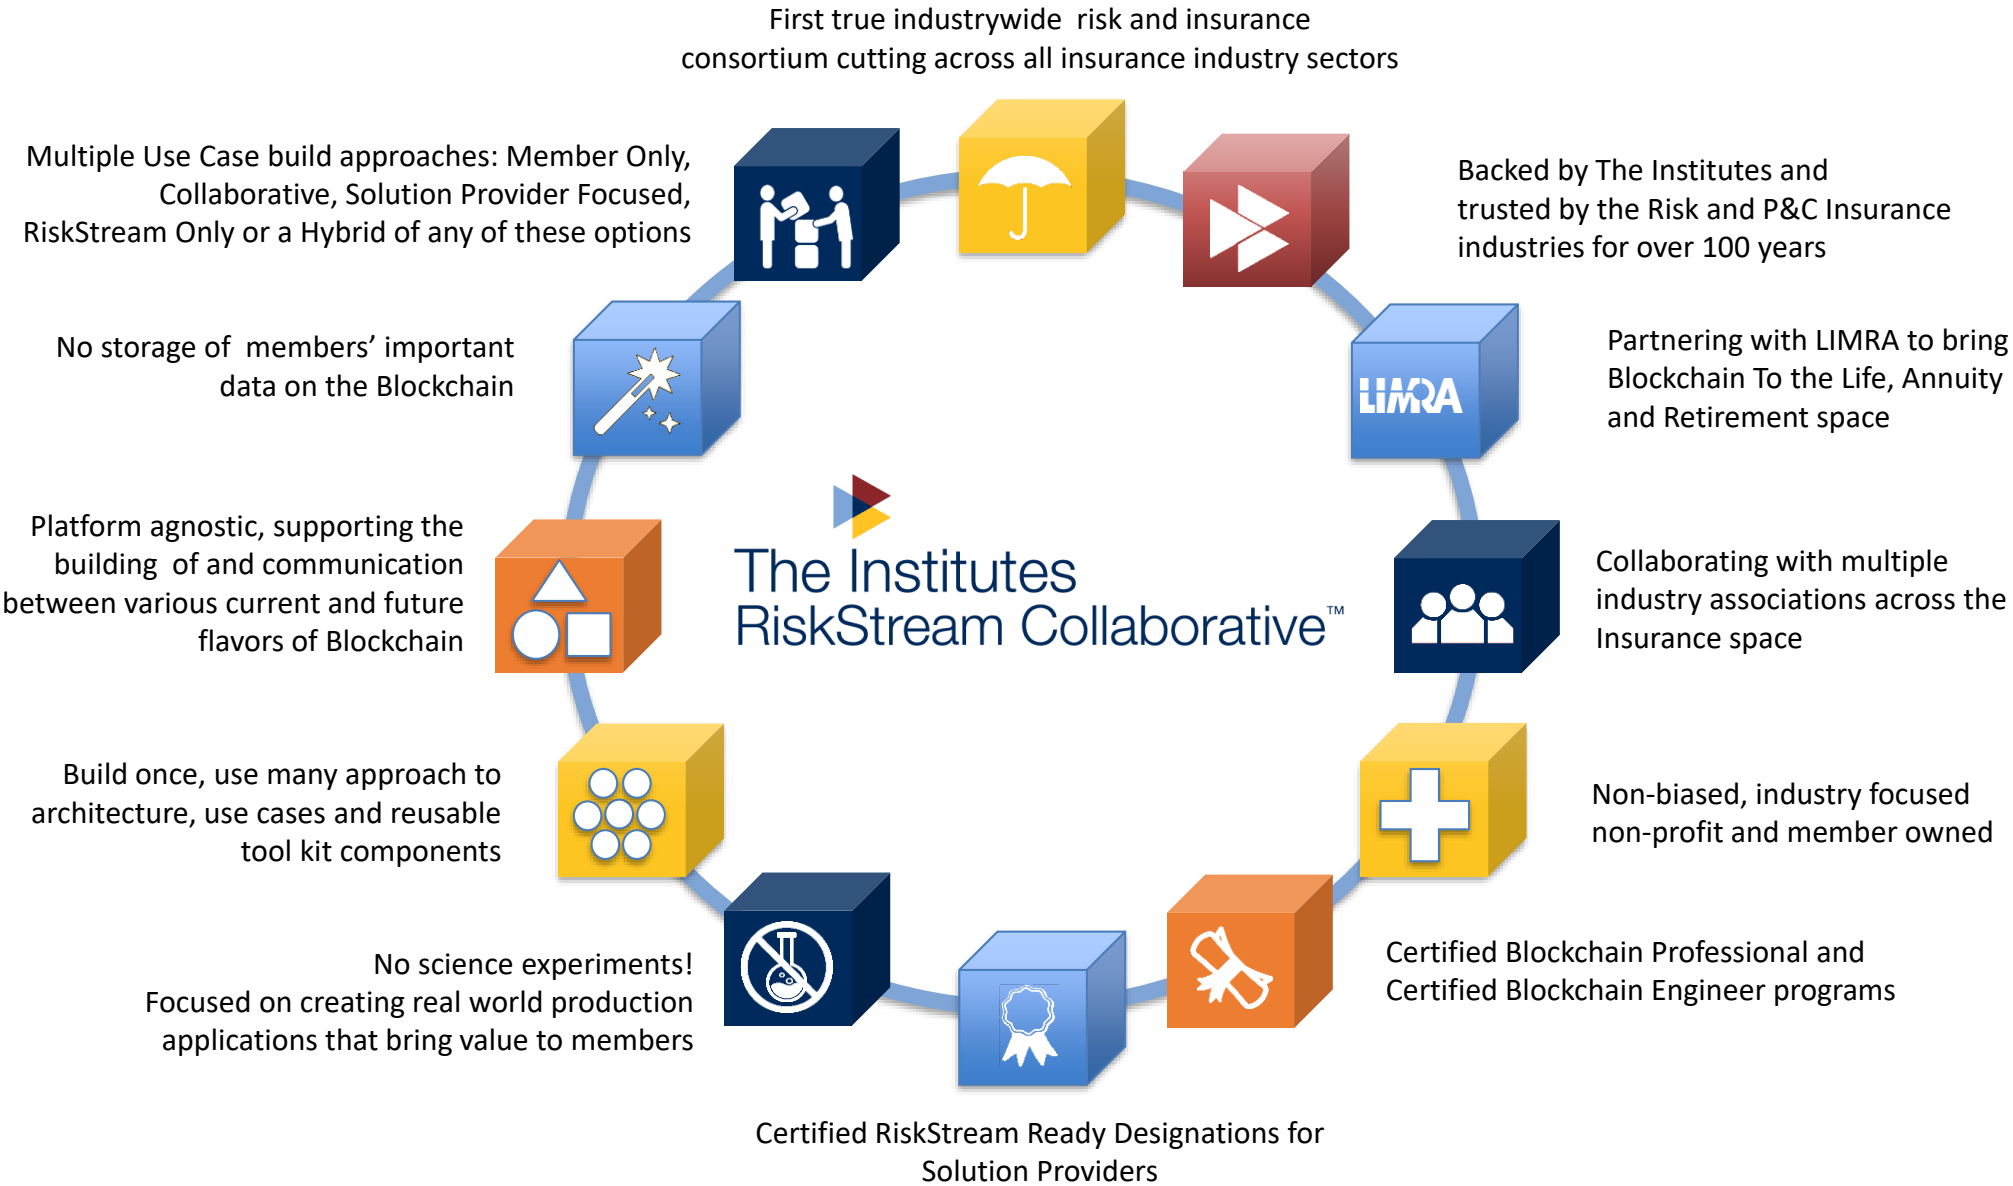 First true industrywide risk and insurance
consortium cutting across all insurance industry sectors
Backed by The Institutes and
trusted by the Risk and P&C Insurance
industries for over 100 years
LIMRA
Partnering with LIMRA to bring
Blockchain To the Life, Annuity
and Retirement space
Collaborating with multiple
industry associations across the
Insurance space
Non-biased, industry focused
non-profit and member owned
Certified Blockchain Professional and
Certified Blockchain Engineer programs
Certified RiskStream Ready Designations for
Solution Providers
No science experiments!
Focused on creating real world production
applications that bring value to members
Build once, use many approach to
architecture, use cases and reusable
tool kit components
Platform agnostic, supporting the
building of and communication
between various current and future
flavors of Blockchain
No storage of members’ important
data on the Blockchain
Multiple Use Case build approaches: Member Only,
Collaborative, Solution Provider Focused,
RiskStream Only or a Hybrid of any of these options
The Institutes
RiskStream Collaborative™